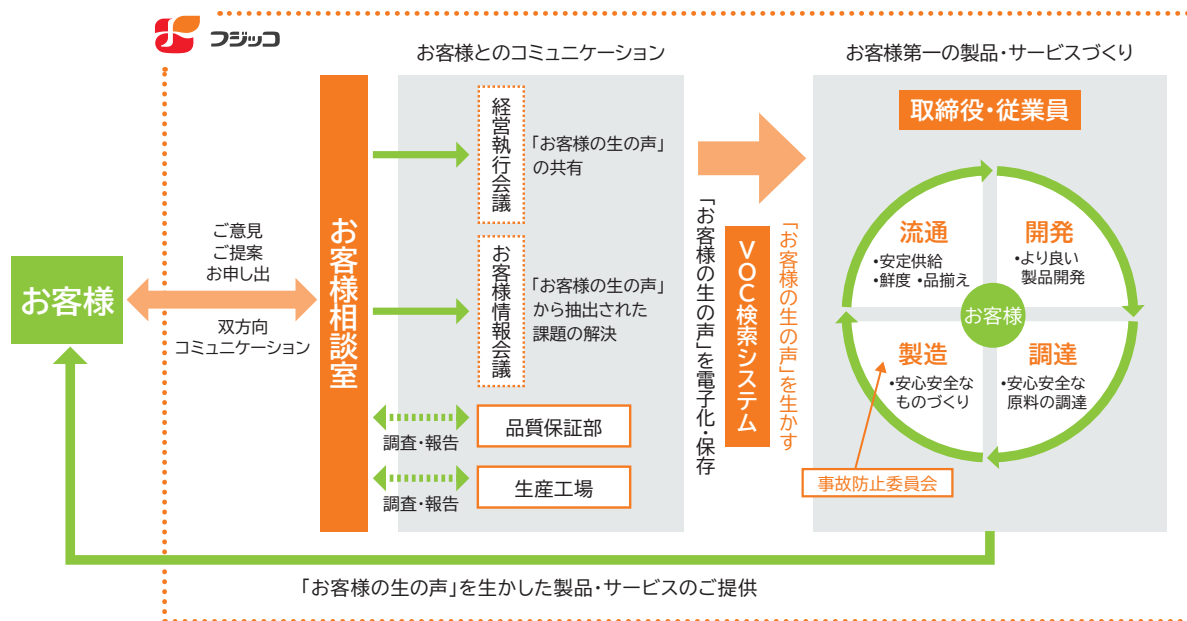 フジッコ
お客様とのコミュニケーション
お客様第一の製品・サービスづくり
お客様
ご意見
ご提案
お申し出
双方向
コミュニケーション
お客様相談室
経営執行会議
「お客様の生の声」
の共有
お客様情報会議
「お客様の生の声」
から抽出された
課題の解決
調査・報告
品質保証部
調査・報告
生産工場
「お客様の生の声」を電子化・保存
VOC検索システム
「お客様の生の声」を生かす
取締役・従業員
流通
・安定供給
・鮮度・品揃え
開発
・より良い
製品開発
お客様
製造
・安心安全な
ものづくり
調達
・安心安全な
原料の調達
事故防止委員会
「お客様の生の声」を生かした製品・サービスのご提供